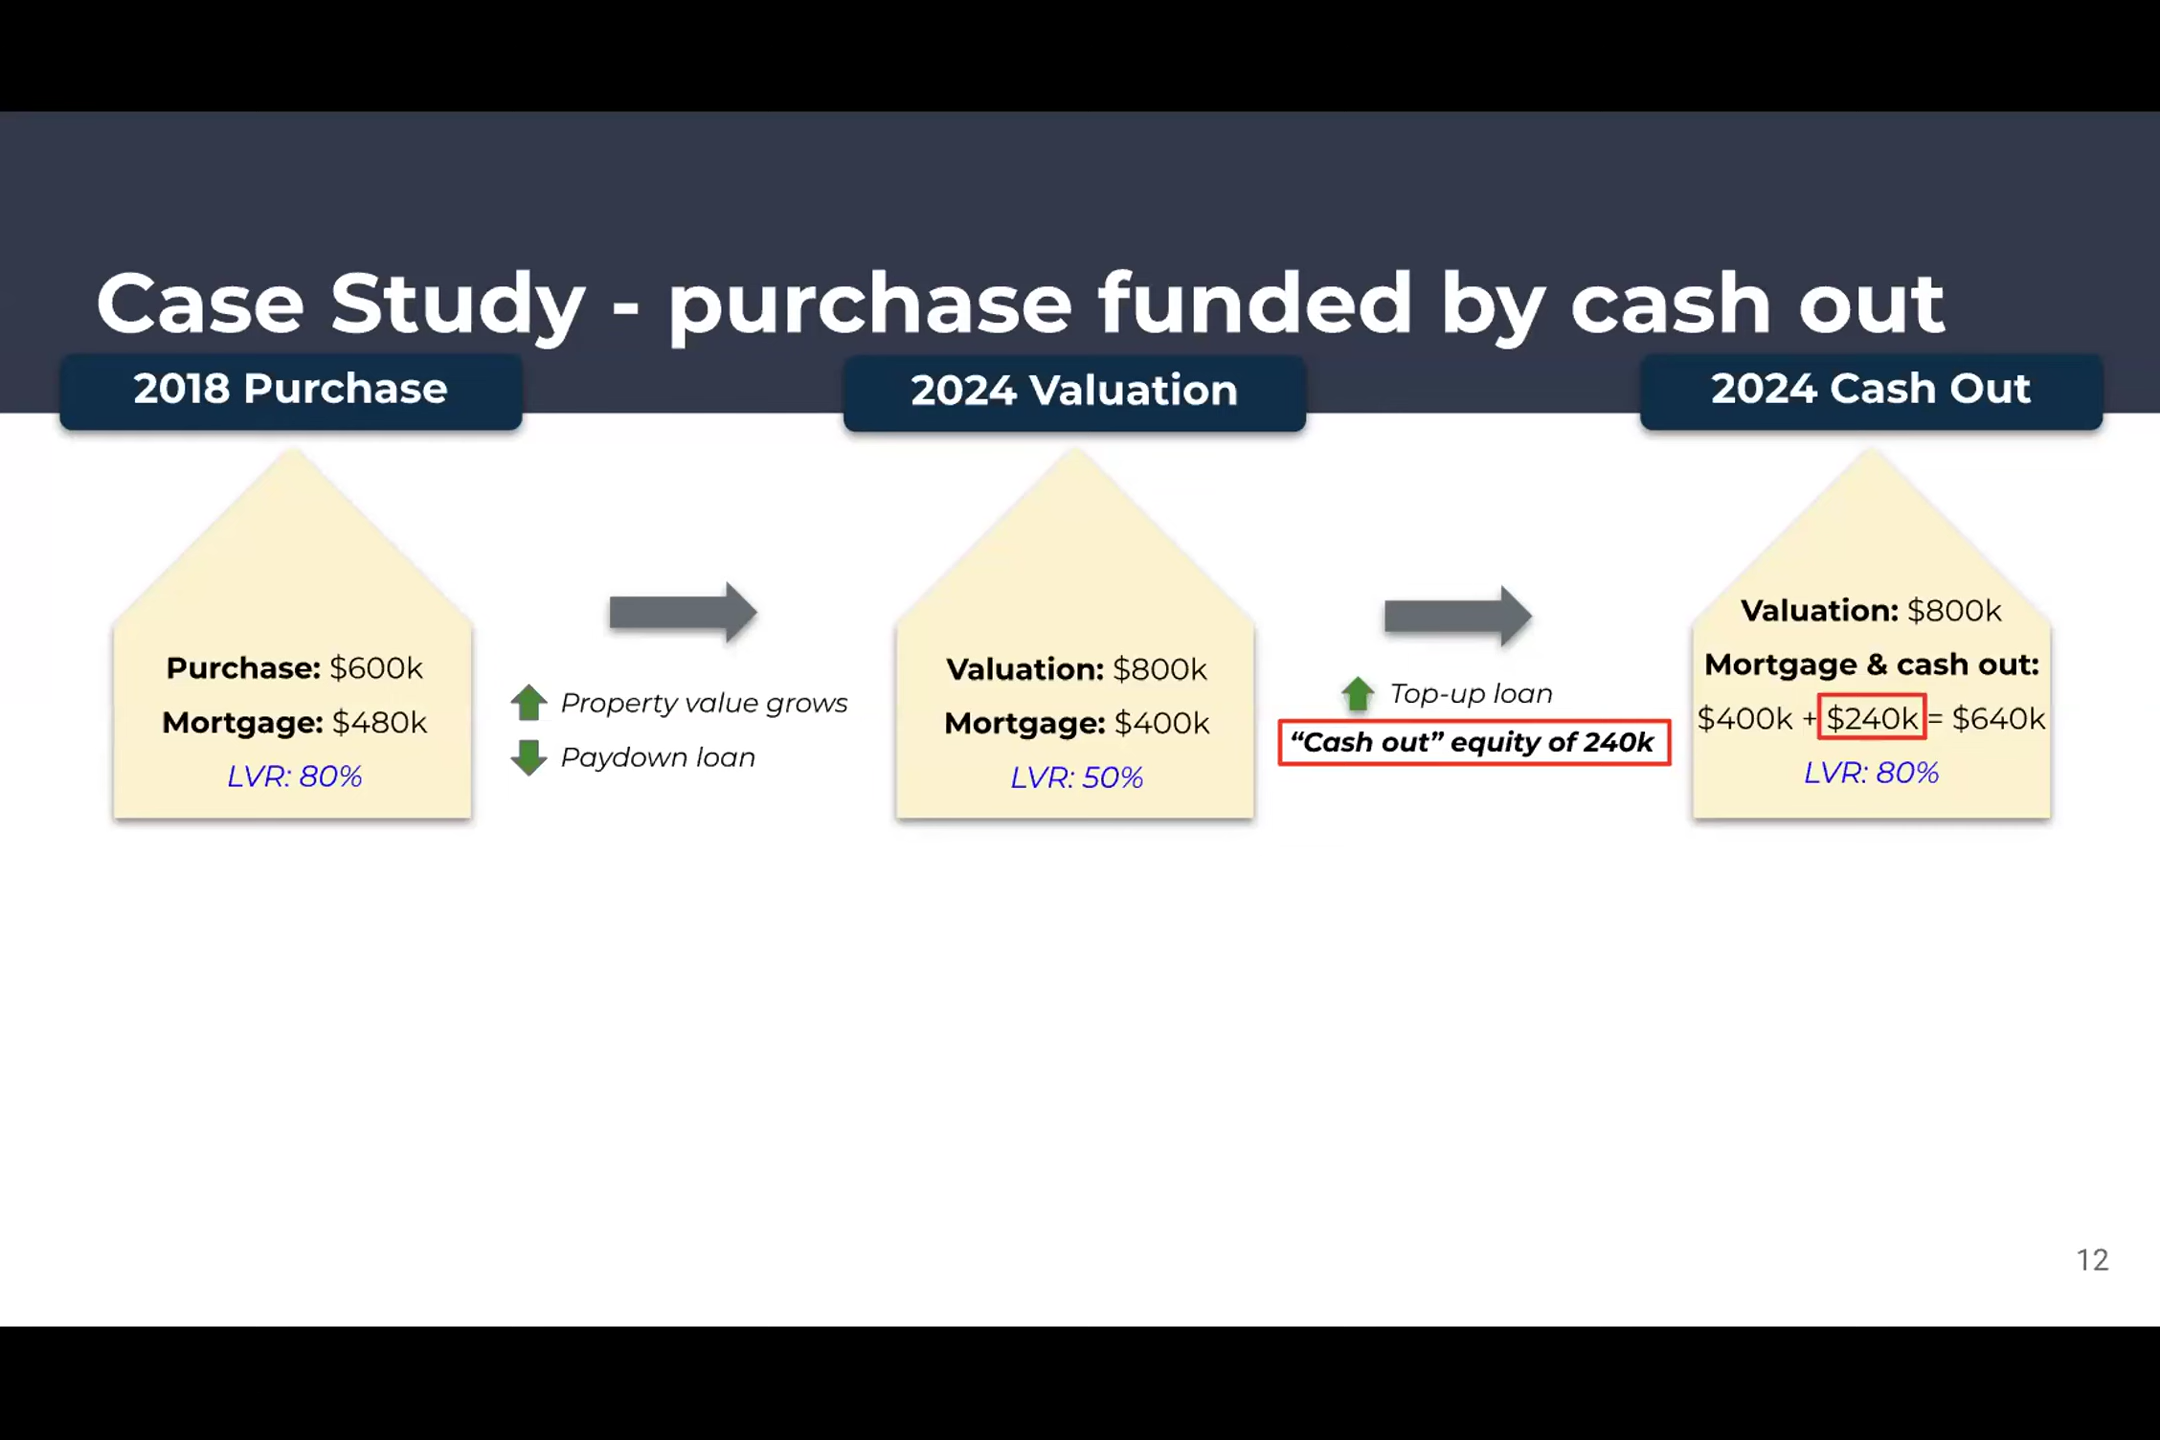 Case Study - purchase funded by cash out
2018 Purchase
Purchase: $600k
Mortgage: $480k
LVR: 80%
Property value grows
Paydown loan
2024 Valuation
Valuation: $800k
Mortgage: $400k
LVR: 50%
Top-up loan
“Cash out” equity of 240k
2024 Cash Out
Valuation: $800k
Mortgage & cash out:
$400k + $240k = $640k
LVR: 80%
12